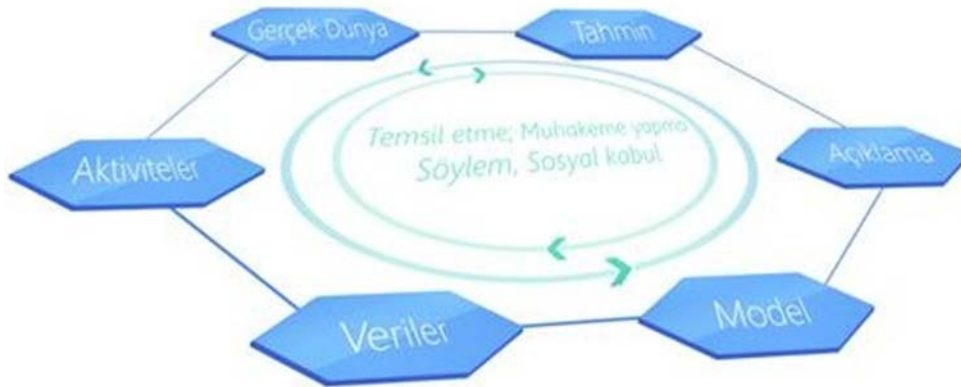 Gerçek Dünya
Tahmin
Temsil etme; Muhakeme yapma
Söylem, Sosyal kabul
Aktiviteler
Açıklama
Veriler
Model